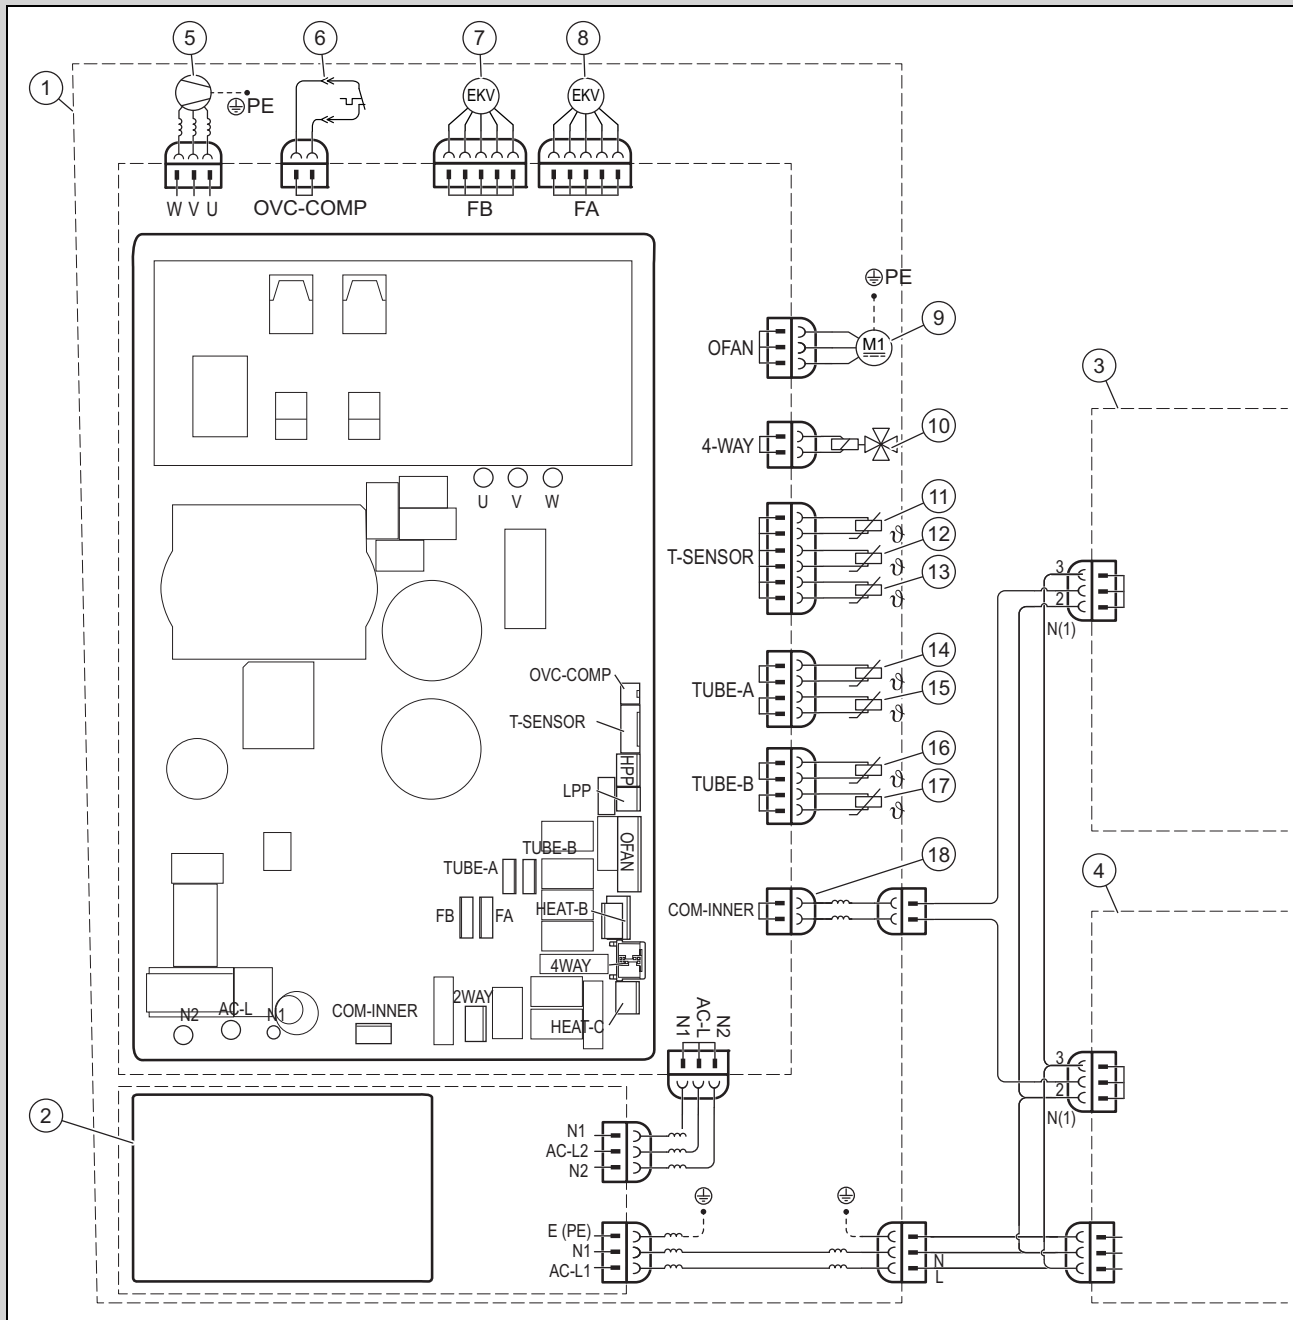 5 6 7 8
1
EKV EKV
PE
W V U OVC-COMP FB FA
PE
9
OFAN M1
3
4-WAY 10
U V W
11
T-SENSOR ϑ 12
ϑ 13
ϑ
3
2
N(1)
OVC-COMP
TUBE-A 14
ϑ 15
ϑ
T-SENSOR
HPP
LPP
TUBE-B 16
ϑ 17
ϑ
OFAN
TUBE-B
TUBE-A
18
4
COM-INNER
FB FA HEAT-B
4WAY
2WAY
N2 AC-L N1 COM-INNER
HEAT-C
N1 AC-L N2
3
2
N(1)
2
N1
AC-L2
N2
E (PE)
N1
AC-L1
N
L